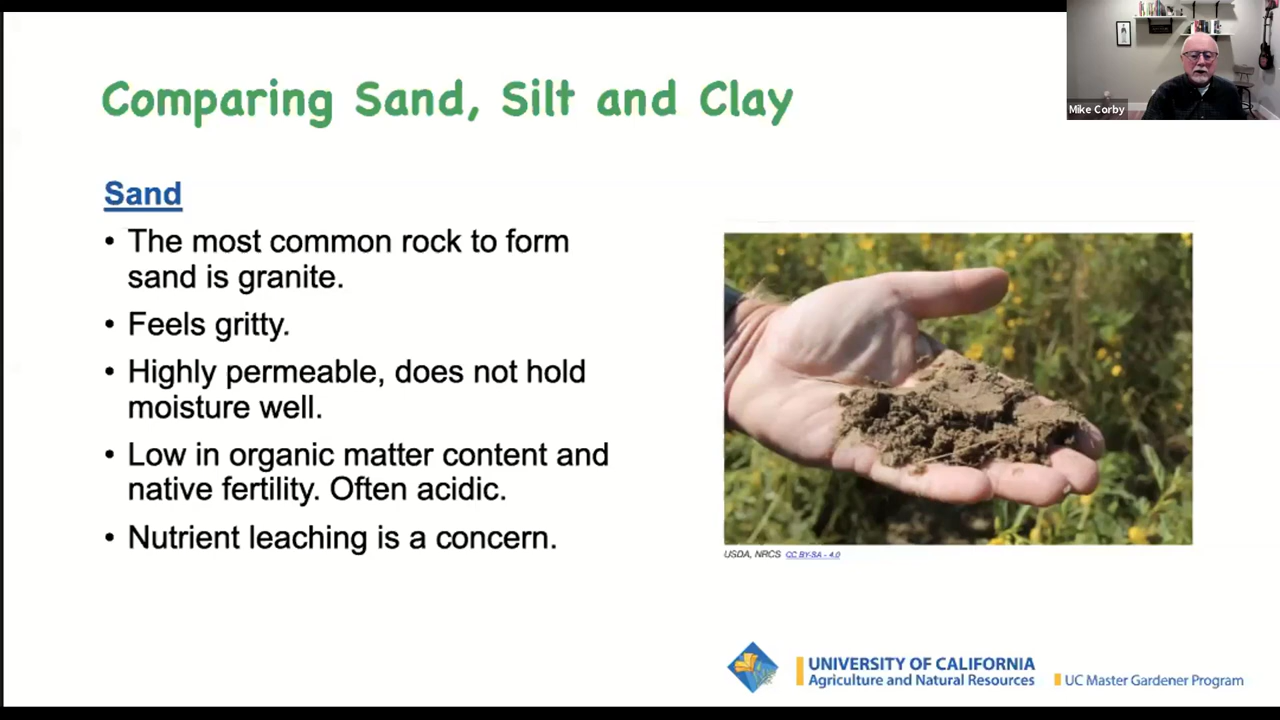 Comparing Sand, Silt and Clay
Mike Corby
Sand
• The most common rock to form
sand is granite.
• Feels gritty.
• Highly permeable, does not hold
moisture well.
• Low in organic matter content and
native fertility. Often acidic.
• Nutrient leaching is a concern.
USDA, NRCS CC BY-SA - 4.0
UNIVERSITY OF CALIFORNIA
Agriculture and Natural Resources
UC Master Gardener Program